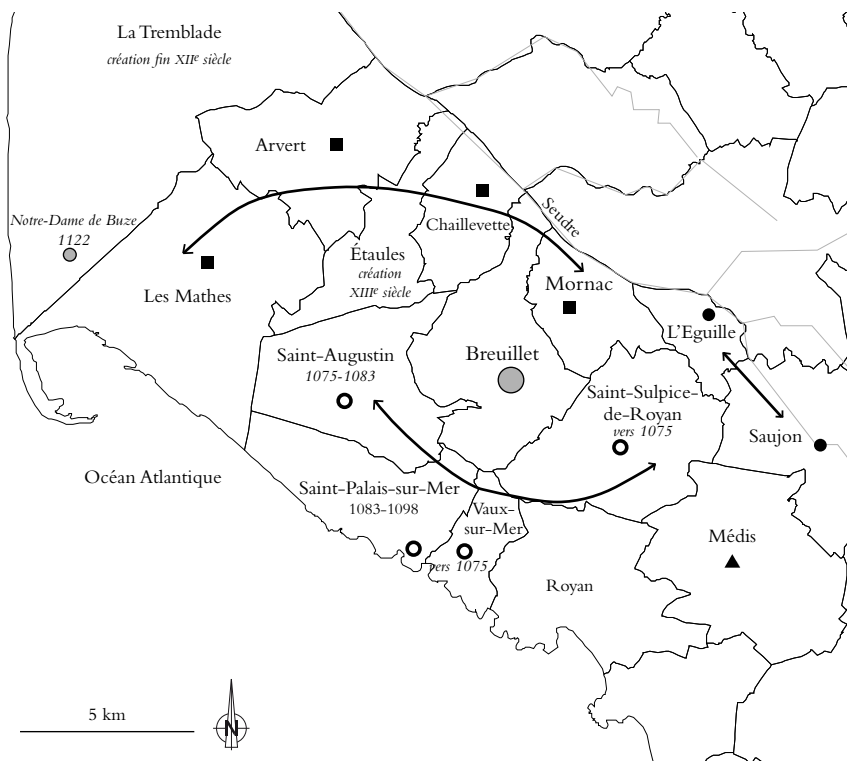 La Tremblade
création fin XIIe siècle
Arvert
Chaillevette
Seudre
Notre-Dame de Buze
1122
Étaules
création
XIIIe siècle
Les Mathes
Mornac
L'Eguille
Saint-Augustin
1075-1083
Breuillet
Saint-Sulpice-
de-Royan
vers 1075
Saujon
Océan Atlantique
Saint-Palais-sur-Mer
1083-1098
Vaux-
sur-Mer
vers 1075
Médis
Royan
5 km
N